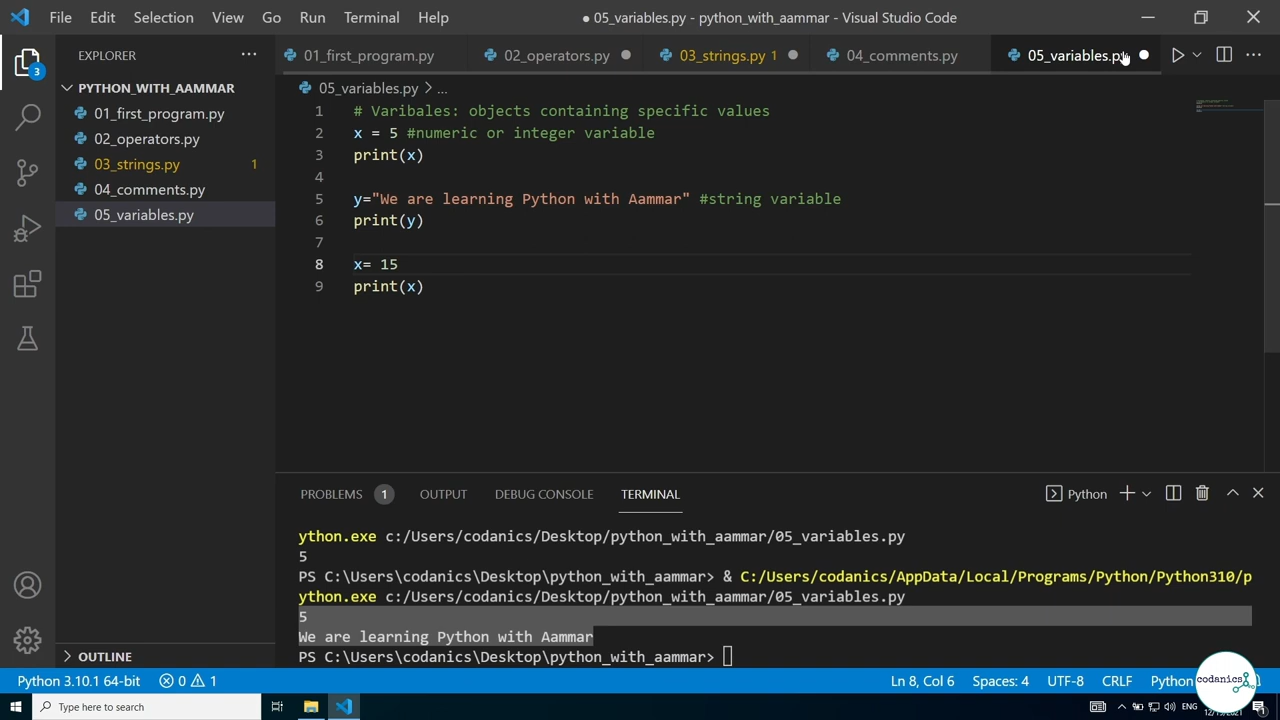 File Edit Selection View Go Run Terminal Help ● 05_variables.py - python_with_aammar - Visual Studio Code
EXPLORER
01_first_program.py 02_operators.py 03_strings.py 1 04_comments.py 05_variables.py
3
PYTHON_WITH_AAMMAR
01_first_program.py
02_operators.py
03_strings.py 1
04_comments.py
05_variables.py
05_variables.py > ...
1 # Varibales: objects containing specific values
2 x = 5 #numeric or integer variable
3 print(x)
4
5 y="We are learning Python with Aammar" #string variable
6 print(y)
7
8 x= 15
9 print(x)
PROBLEMS 1 OUTPUT DEBUG CONSOLE TERMINAL
Python
ython.exe c:/Users/codanics/Desktop/python_with_aammar/05_variables.py
5
PS C:\Users\codanics\Desktop\python_with_aammar> & C:/Users/codanics/AppData/Local/Programs/Python/Python310/p
ython.exe c:/Users/codanics/Desktop/python_with_aammar/05_variables.py
5
We are learning Python with Aammar
PS C:\Users\codanics\Desktop\python_with_aammar>
OUTLINE
Python 3.10.1 64-bit 0 1 Ln 8, Col 6 Spaces: 4 UTF-8 CRLF Python
codanics
Type here to search
ENG